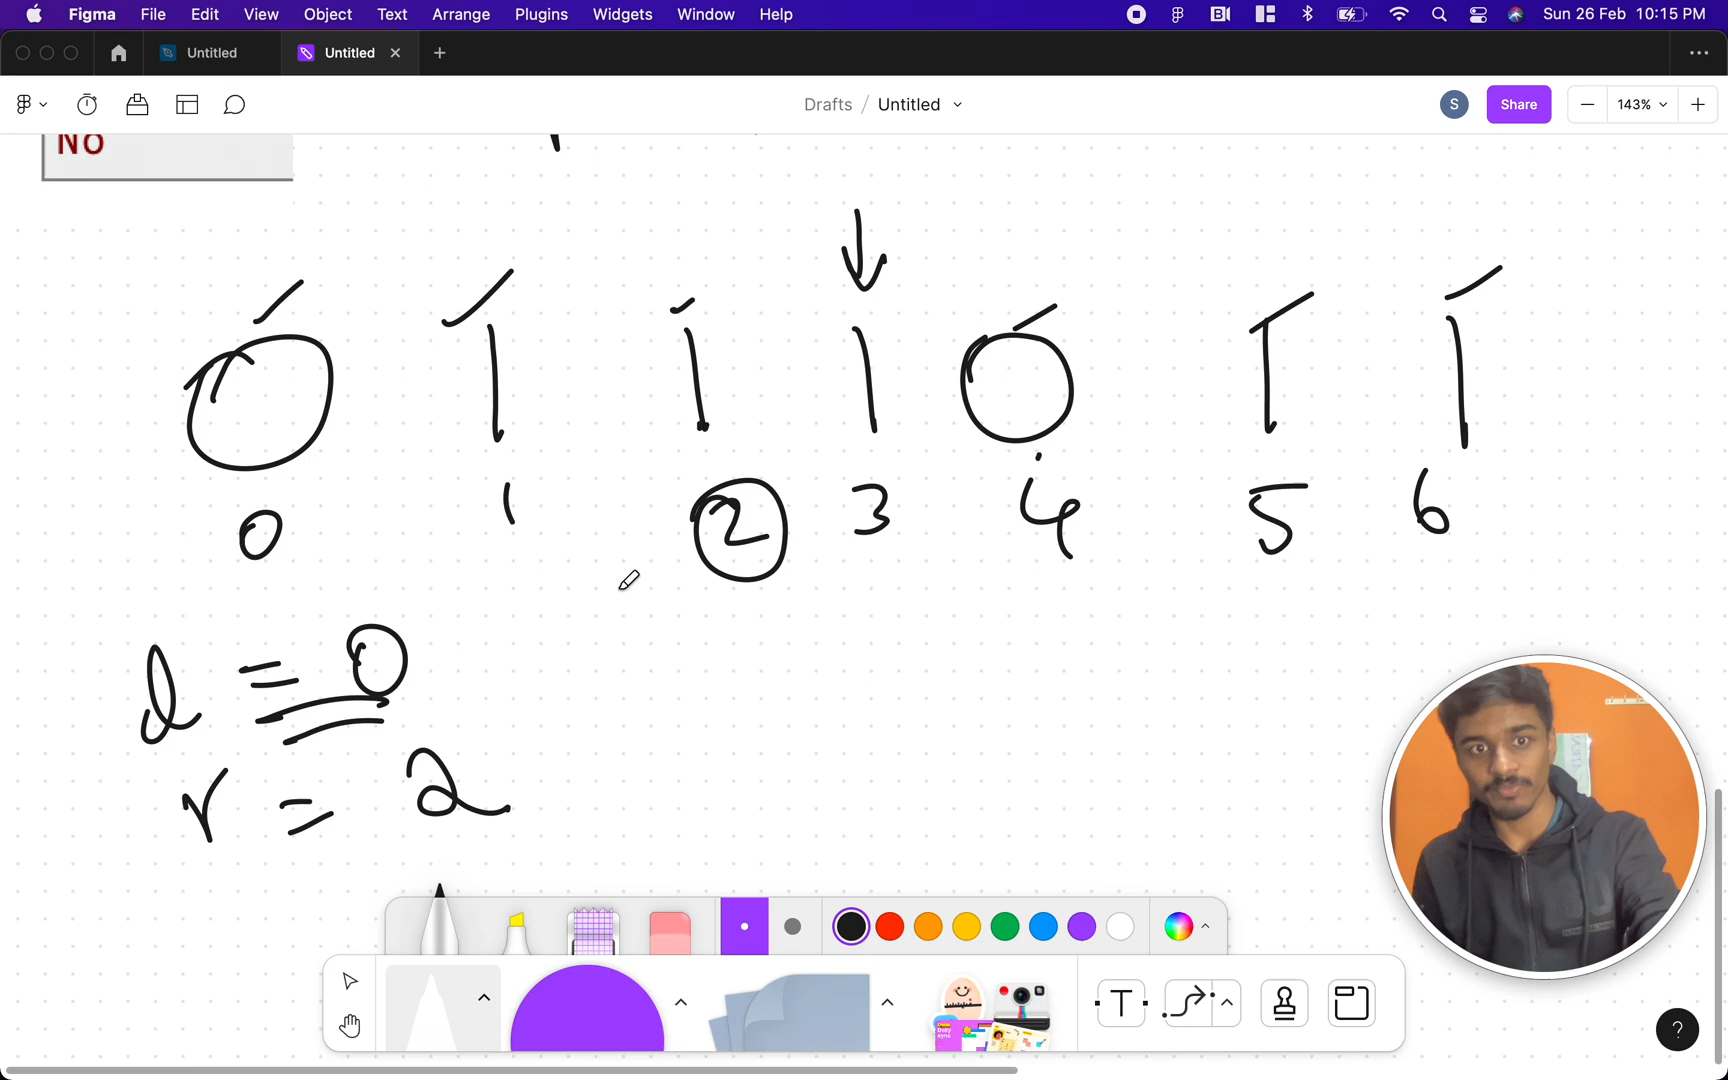 Figma File Edit View Object Text Arrange Plugins Widgets Window Help Sun 26 Feb 10:15 PM
Untitled Untitled
Drafts / Untitled S Share 143%
NO
0 1 1 1 0 1 1
0 1 2 3 4 5 6
l = 0
r = 2
T
?